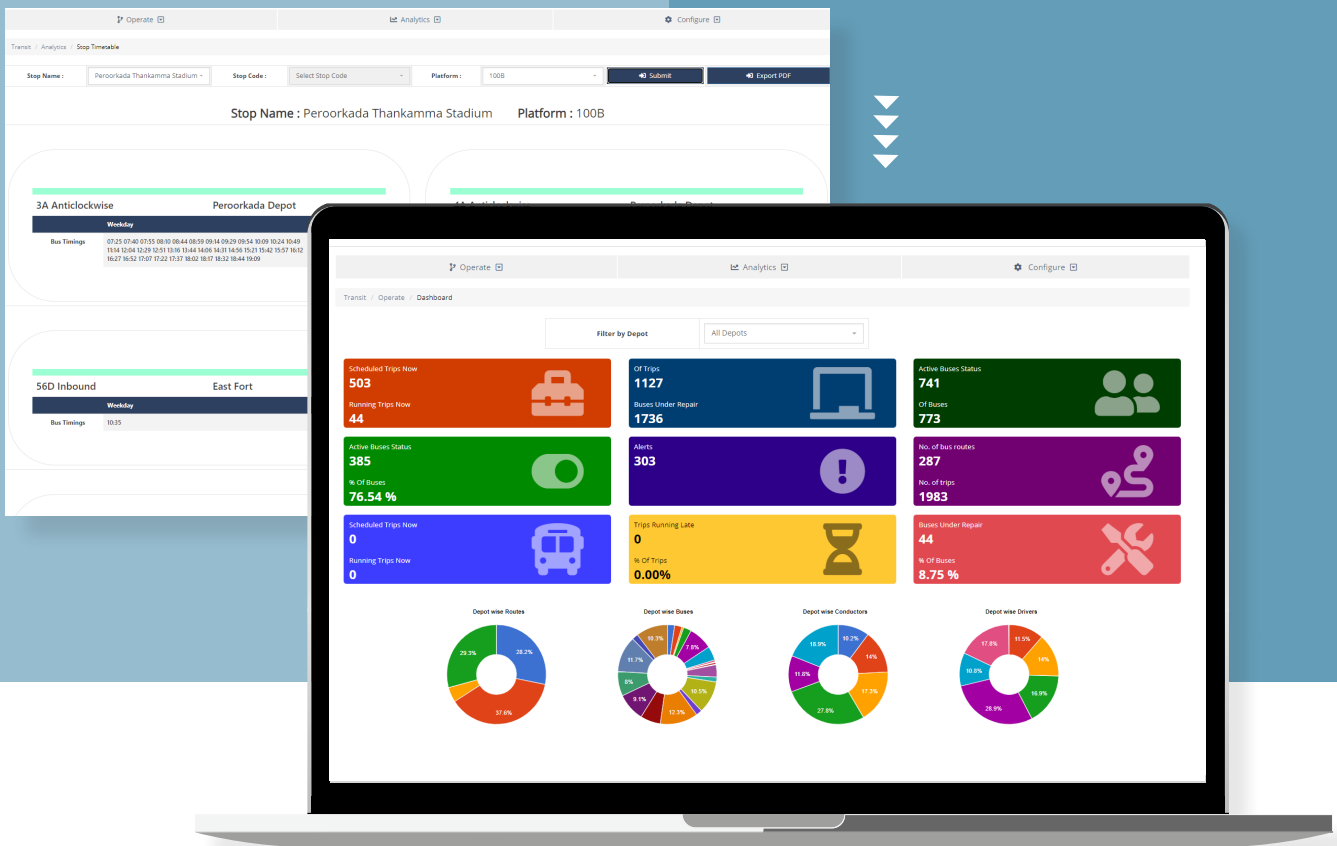 Operate
Analytics
Configure
Transit / Analytics / Stop Timetable
Stop Name : Peroorkada Thankamma Stadium Stop Code : Select Stop Code Platform : 100B Submit Export PDF
Stop Name : Peroorkada Thankamma Stadium Platform : 100B
3A Anticlockwise Peroorkada Depot
Weekday
Bus Timings 07:25 07:40 07:55 08:10 08:44 08:59 09:14 09:29 09:54 10:09 10:24 10:49
11:14 12:04 12:29 12:51 13:16 13:44 14:06 14:31 14:56 15:21 15:42 15:57 16:12
16:27 16:52 17:07 17:22 17:37 18:02 18:17 18:32 18:44 19:09
56D Inbound East Fort
Weekday
Bus Timings 10:35
Operate
Analytics
Configure
Transit / Operate / Dashboard
Filter by Depot All Depots
Scheduled Trips Now
503
Running Trips Now
44
Of Trips
1127
Buses Under Repair
1736
Active Buses Status
741
Of Buses
773
Active Buses Status
385
% Of Buses
76.54 %
Alerts
303
No. of bus routes
287
No. of trips
1983
Scheduled Trips Now
0
Running Trips Now
0
Trips Running Late
0
% Of Trips
0.00%
Buses Under Repair
44
% Of Buses
8.75 %
Depot wise Routes
29.3%
28.2%
37.6%
Depot wise Buses
10.3%
7.8%
11.7%
8%
10.5%
9.1%
12.3%
Depot wise Conductors
18.9%
10.2%
14%
11.8%
17.3%
27.8%
Depot wise Drivers
17.8%
11.5%
14%
10.8%
16.9%
28.9%